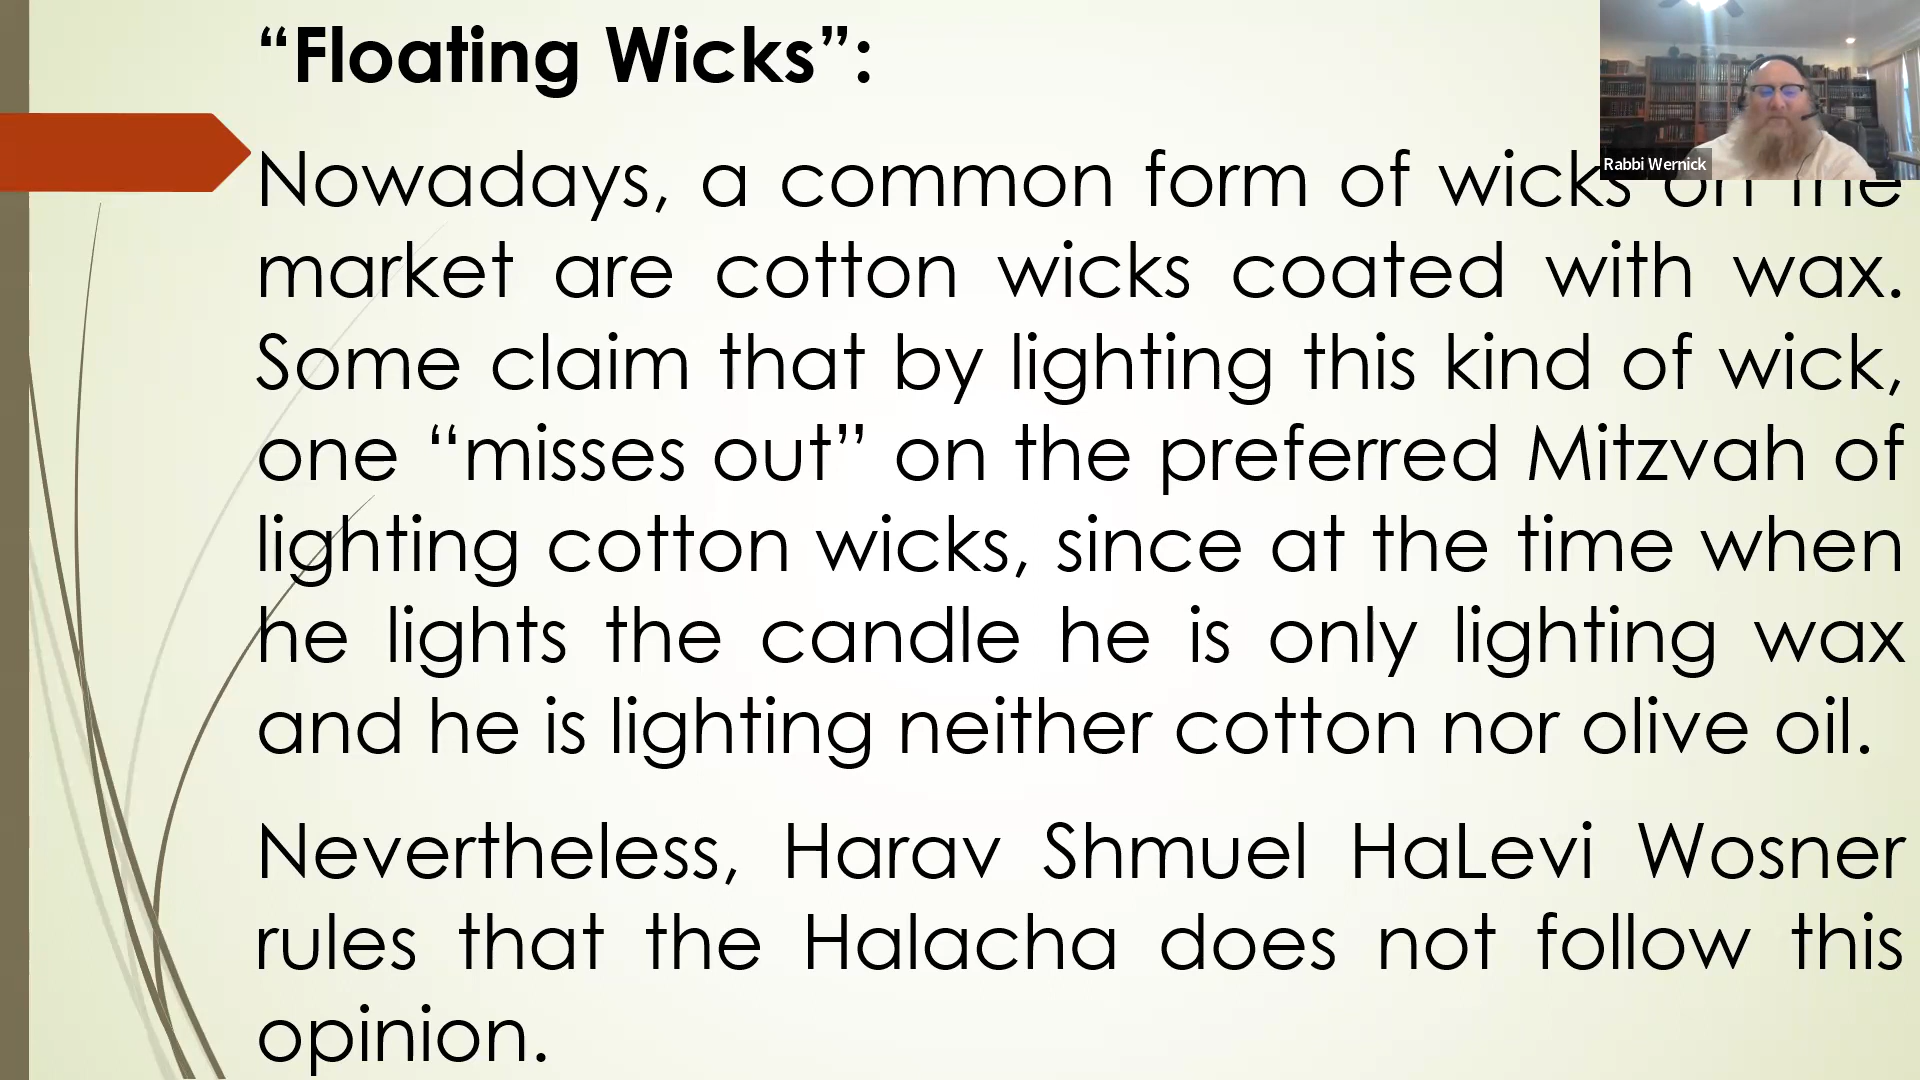 “Floating Wicks”:
Nowadays, a common form of wicks on the
market are cotton wicks coated with wax.
Some claim that by lighting this kind of wick,
one “misses out” on the preferred Mitzvah of
lighting cotton wicks, since at the time when
he lights the candle he is only lighting wax
and he is lighting neither cotton nor olive oil.
Nevertheless, Harav Shmuel HaLevi Wosner
rules that the Halacha does not follow this
opinion.
Rabbi Wernick